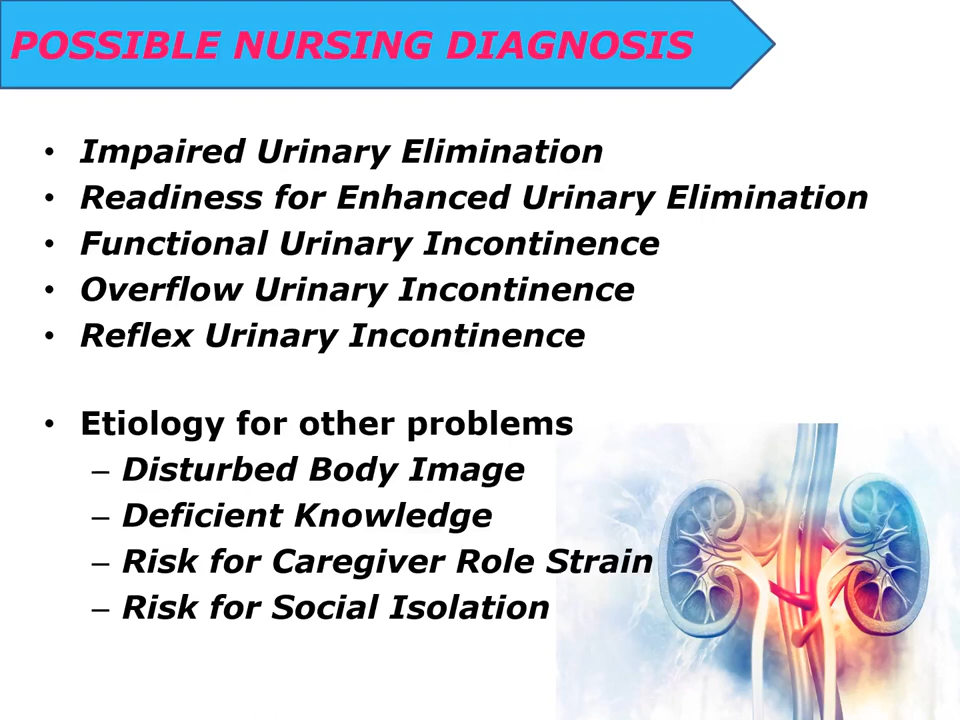 POSSIBLE NURSING DIAGNOSIS
• Impaired Urinary Elimination
• Readiness for Enhanced Urinary Elimination
• Functional Urinary Incontinence
• Overflow Urinary Incontinence
• Reflex Urinary Incontinence
• Etiology for other problems
– Disturbed Body Image
– Deficient Knowledge
– Risk for Caregiver Role Strain
– Risk for Social Isolation